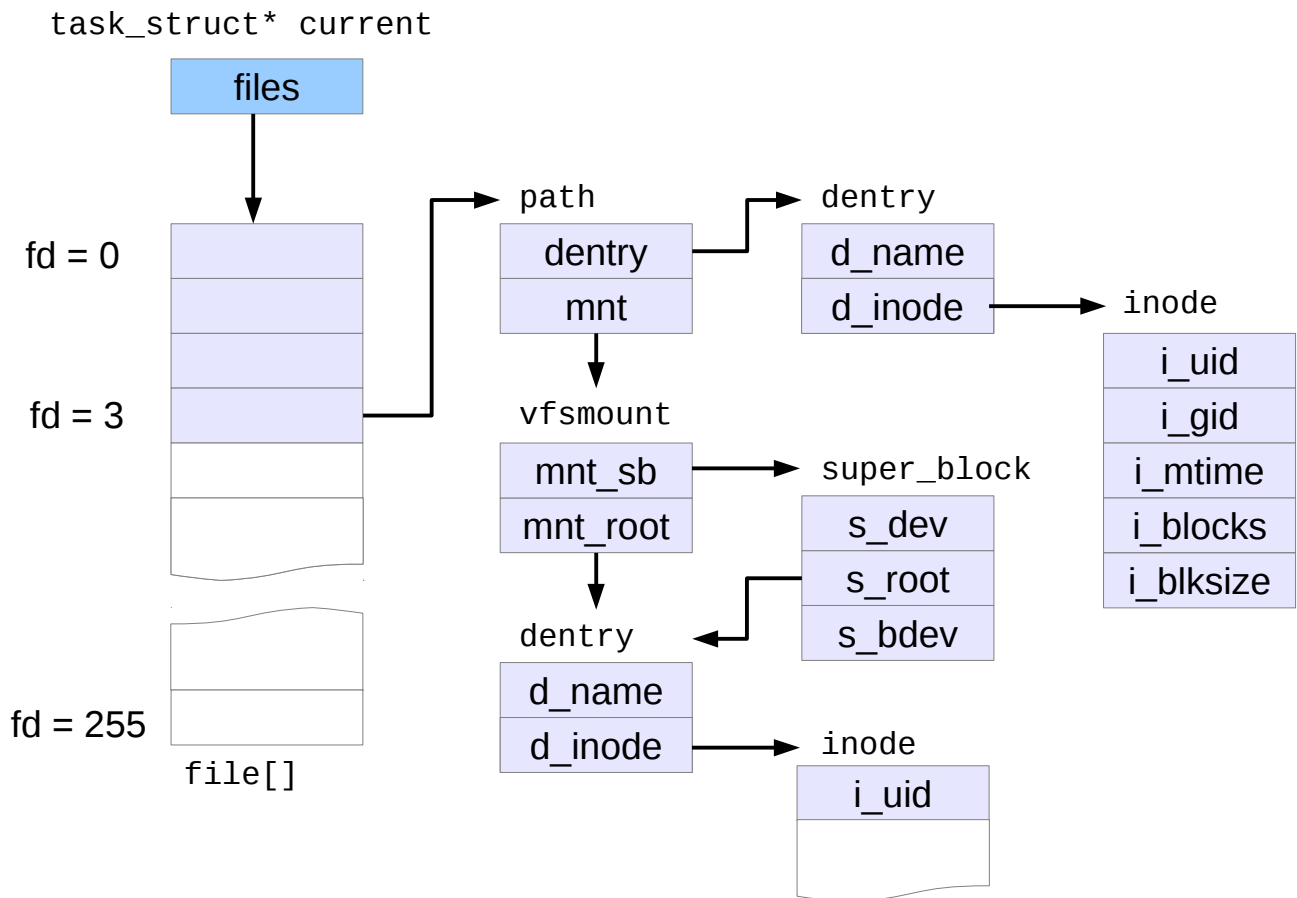 task_struct* current
files
fd = 0
fd = 3
fd = 255
file[]
path
dentry
mnt
vfsmount
mnt_sb
mnt_root
dentry
d_name
d_inode
dentry
d_name
d_inode
super_block
s_dev
s_root
s_bdev
inode
i_uid
inode
i_uid
i_gid
i_mtime
i_blocks
i_blksize